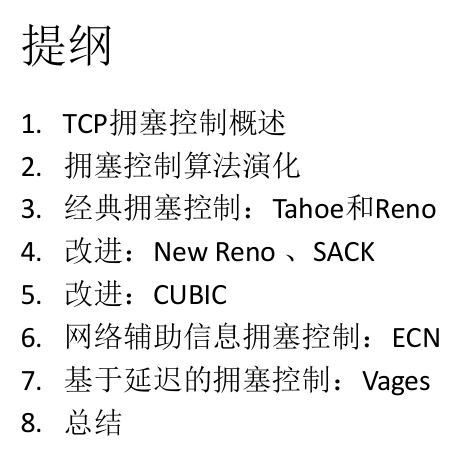 提纲
1. TCP拥塞控制概述
2. 拥塞控制算法演化
3. 经典拥塞控制：Tahoe和Reno
4. 改进：New Reno 、SACK
5. 改进：CUBIC
6. 网络辅助信息拥塞控制：ECN
7. 基于延迟的拥塞控制：Vages
8. 总结